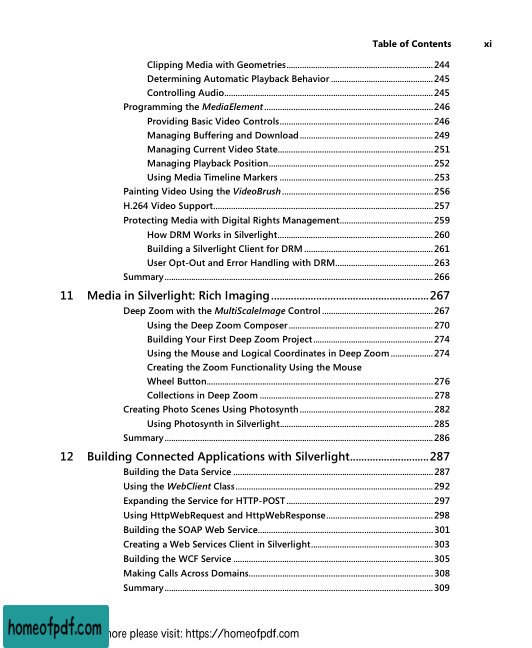 Table of Contents xi
Clipping Media with Geometries 244
Determining Automatic Playback Behavior 245
Controlling Audio 245
Programming the MediaElement 246
Providing Basic Video Controls 246
Managing Buffering and Download 249
Managing Current Video State 251
Managing Playback Position 252
Using Media Timeline Markers 253
Painting Video Using the VideoBrush 256
H.264 Video Support 257
Protecting Media with Digital Rights Management 259
How DRM Works in Silverlight 260
Building a Silverlight Client for DRM 261
User Opt-Out and Error Handling with DRM 263
Summary 266
11 Media in Silverlight: Rich Imaging 267
Deep Zoom with the MultiScaleImage Control 267
Using the Deep Zoom Composer 270
Building Your First Deep Zoom Project 274
Using the Mouse and Logical Coordinates in Deep Zoom 274
Creating the Zoom Functionality Using the Mouse
Wheel Button 276
Collections in Deep Zoom 278
Creating Photo Scenes Using Photosynth 282
Using Photosynth in Silverlight 285
Summary 286
12 Building Connected Applications with Silverlight 287
Building the Data Service 287
Using the WebClient Class 292
Expanding the Service for HTTP-POST 297
Using HttpWebRequest and HttpWebResponse 298
Building the SOAP Web Service 301
Creating a Web Services Client in Silverlight 303
Building the WCF Service 305
Making Calls Across Domains 308
Summary 309
homeofpdf.com
please visit: https://homeofpdf.com